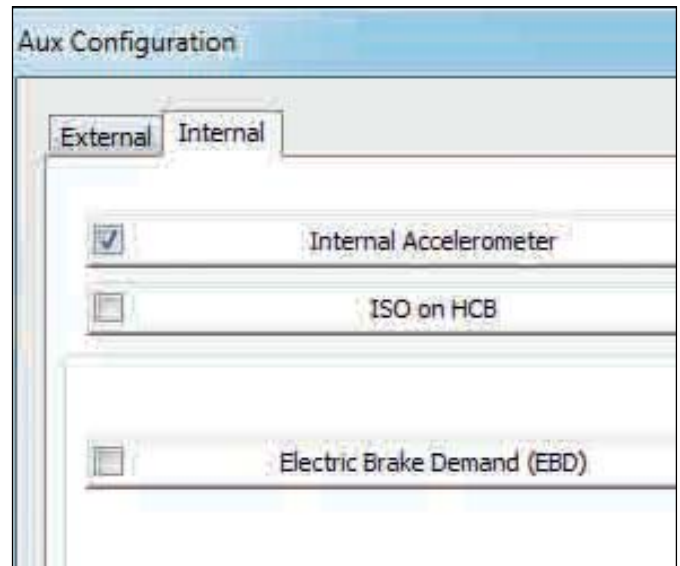 Aux Configuration
External Internal
Internal Accelerometer
ISO on HCB
Electric Brake Demand (EBD)